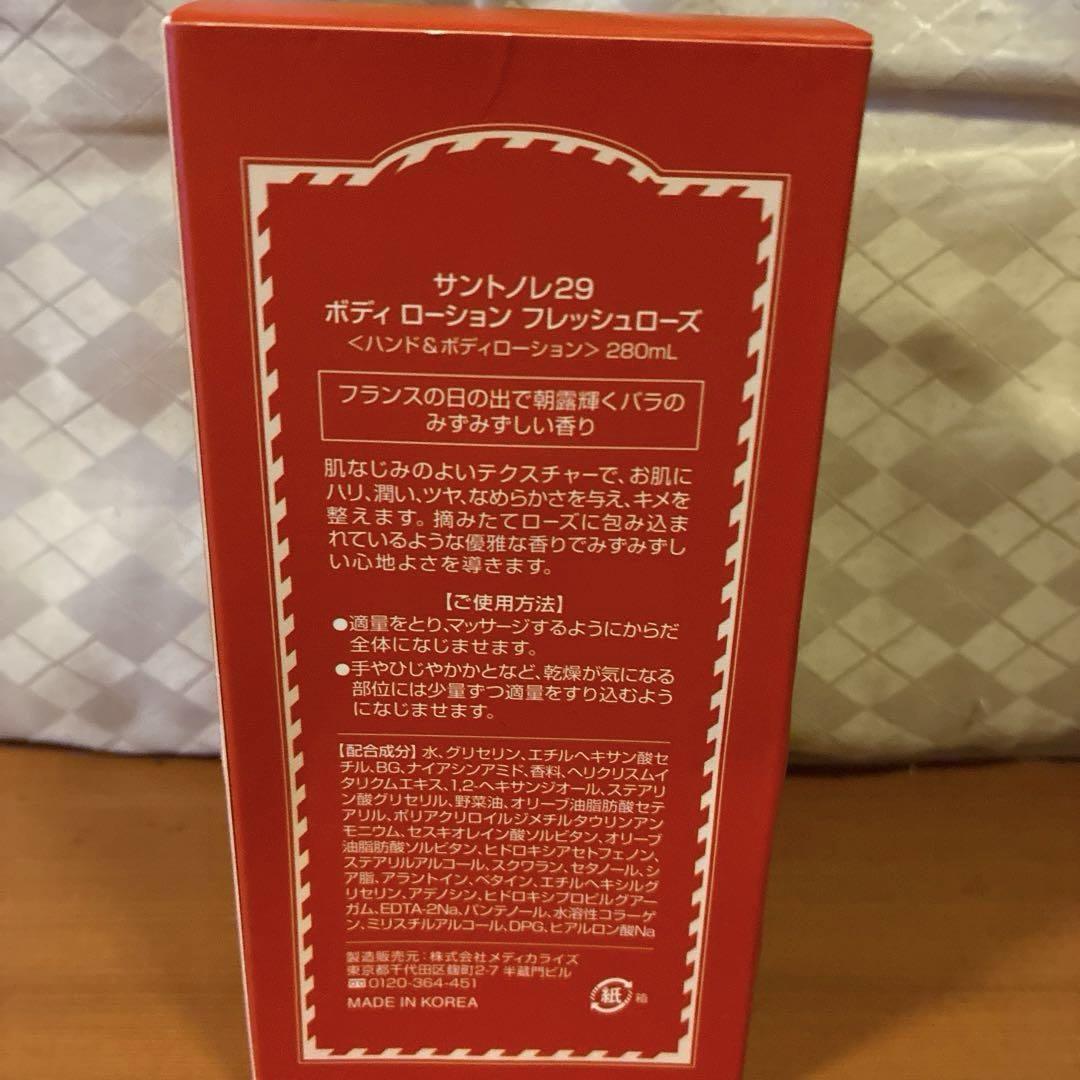 サントノレ29
ボディ ローション フレッシュローズ
＜ハンド＆ボディローション＞ 280mL
フランスの日の出で朝露輝くバラの
みずみずしい香り
肌なじみのよいテクスチャーで、お肌に
ハリ、潤い、ツヤ、なめらかさを与え、キメを
整えます。摘みたてローズに包み込ま
れているような優雅な香りでみずみずし
い心地よさを導きます。
【ご使用方法】
●適量をとり、マッサージするようにからだ
全体になじませます。
●手やひじやかかとなど、乾燥が気になる
部位には少量ずつ適量をすり込むよう
になじませます。
【配合成分】水、グリセリン、エチルヘキサン酸セ
チル、BG、ナイアシンアミド、香料、ヘリクリスムイ
タリクムエキス、1,2-ヘキサンジオール、ステアリ
ン酸グリセリル、野菜油、オリーブ油脂肪酸セテ
アリル、ポリアクリロイルジメチルタウリンアン
モニウム、セスキオレイン酸ソルビタン、オリーブ
油脂肪酸ソルビタン、ヒドロキシアセトフェノン、
ステアリルアルコール、スクワラン、セタノール、シ
ア脂、アラントイン、ベタイン、エチルヘキシルグ
リセリン、アデノシン、ヒドロキシプロピルグアー
ガム、EDTA-2Na、パンテノール、水溶性コラーゲ
ン、ミリスチルアルコール、DPG、ヒアルロン酸Na
製造販売元：株式会社メディカライズ
東京都千代田区麹町2-7 半蔵門ビル
☎0120-364-451
MADE IN KOREA
紙 箱